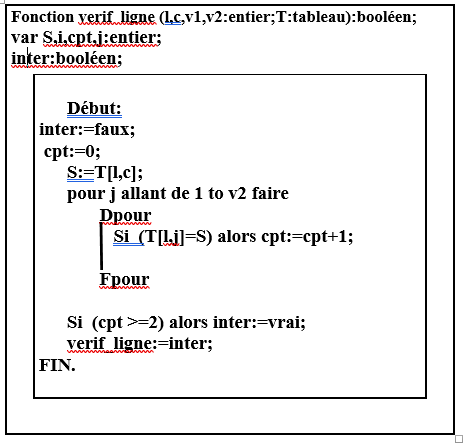 Fonction verif_ligne (l,c,v1,v2:entier;T:tableau):booléen;
var S,i,cpt,j:entier;
inter:booléen;
Début:
inter:=faux;
cpt:=0;
S:=T[l,c];
pour j allant de 1 to v2 faire
Dpour
Si (T[l,j]=S) alors cpt:=cpt+1;
Fpour
Si (cpt >=2) alors inter:=vrai;
verif_ligne:=inter;
FIN.